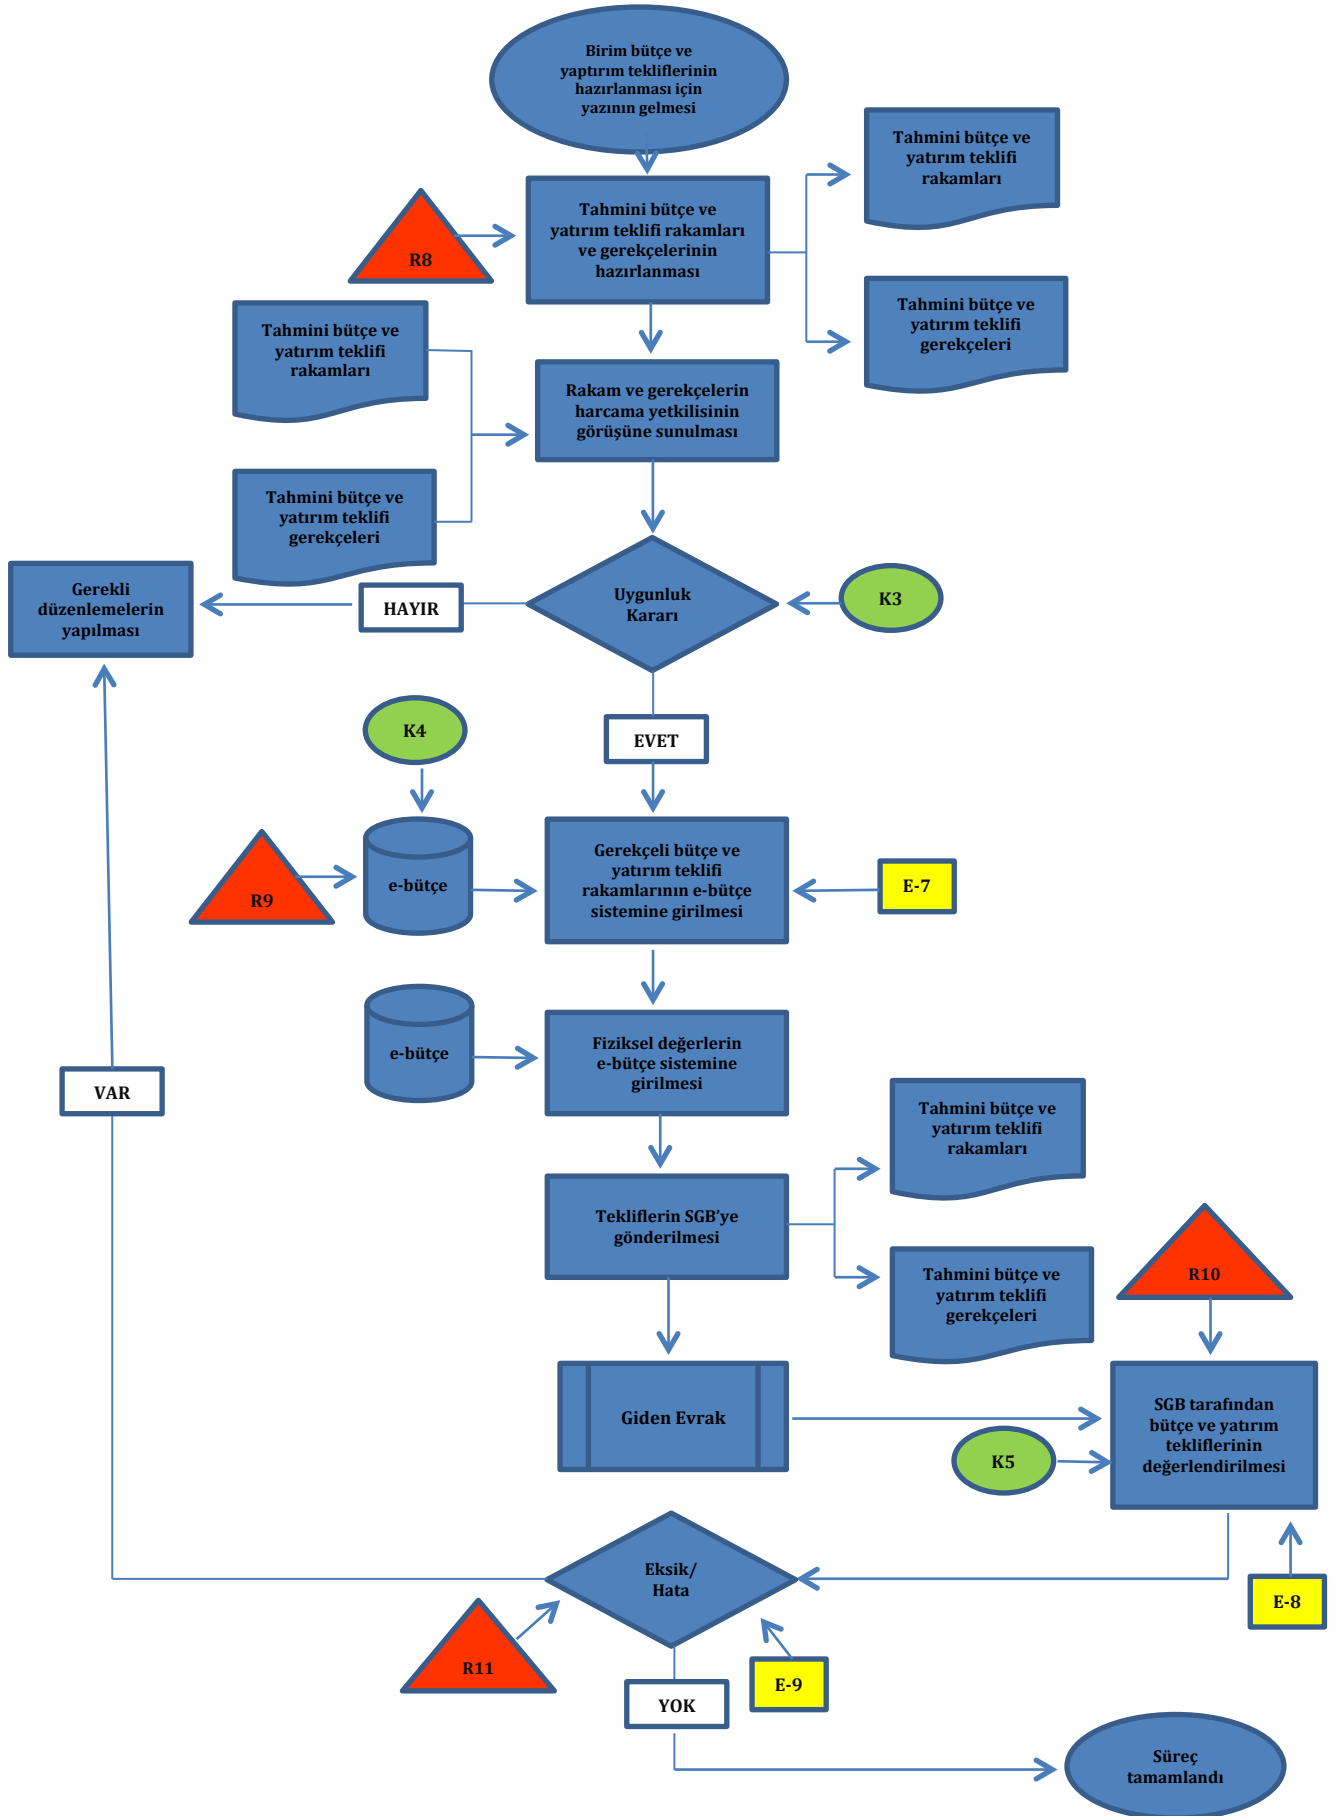 Birim bütçe ve
yaptırım tekliflerinin
hazırlanması için
yazının gelmesi
Tahmini bütçe ve
yatırım teklifi
rakamları
Tahmini bütçe ve
yatırım teklifi rakamları
ve gerekçelerinin
hazırlanması
R8
Tahmini bütçe ve
yatırım teklifi
gerekçeleri
Tahmini bütçe ve
yatırım teklifi
rakamları
Rakam ve gerekçelerin
harcama yetkilisinin
görüşüne sunulması
Tahmini bütçe ve
yatırım teklifi
gerekçeleri
Gerekli
düzenlemelerin
yapılması
HAYIR
Uygunluk
Kararı
K3
K4
EVET
R9
e-bütçe
Gerekçeli bütçe ve
yatırım teklifi
rakamlarının e-bütçe
sistemine girilmesi
E-7
e-bütçe
Fiziksel değerlerin
e-bütçe sistemine
girilmesi
VAR
Tahmini bütçe ve
yatırım teklifi
rakamları
Tekliflerin SGB’ye
gönderilmesi
Tahmini bütçe ve
yatırım teklifi
gerekçeleri
R10
Giden Evrak
SGB tarafından
bütçe ve yatırım
tekliflerinin
değerlendirilmesi
K5
Eksik/
Hata
E-8
R11
E-9
YOK
Süreç
tamamlandı